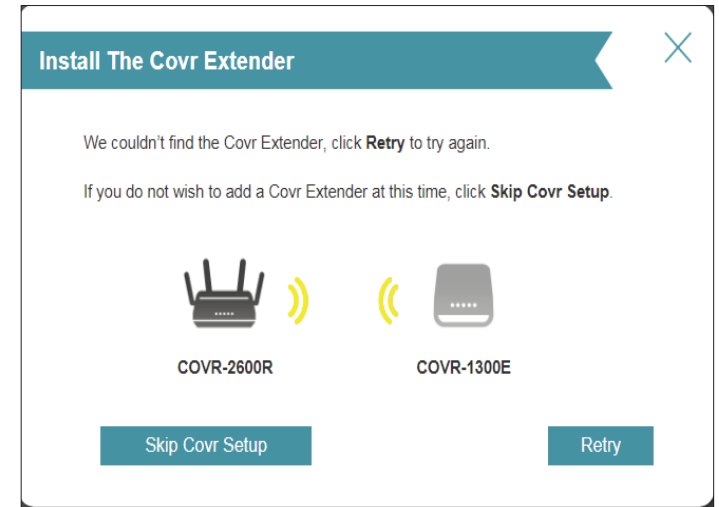 Install The Covr Extender
We couldn't find the Covr Extender, click Retry to try again.
If you do not wish to add a Covr Extender at this time, click Skip Covr Setup.
COVR-2600R
COVR-1300E
Skip Covr Setup
Retry